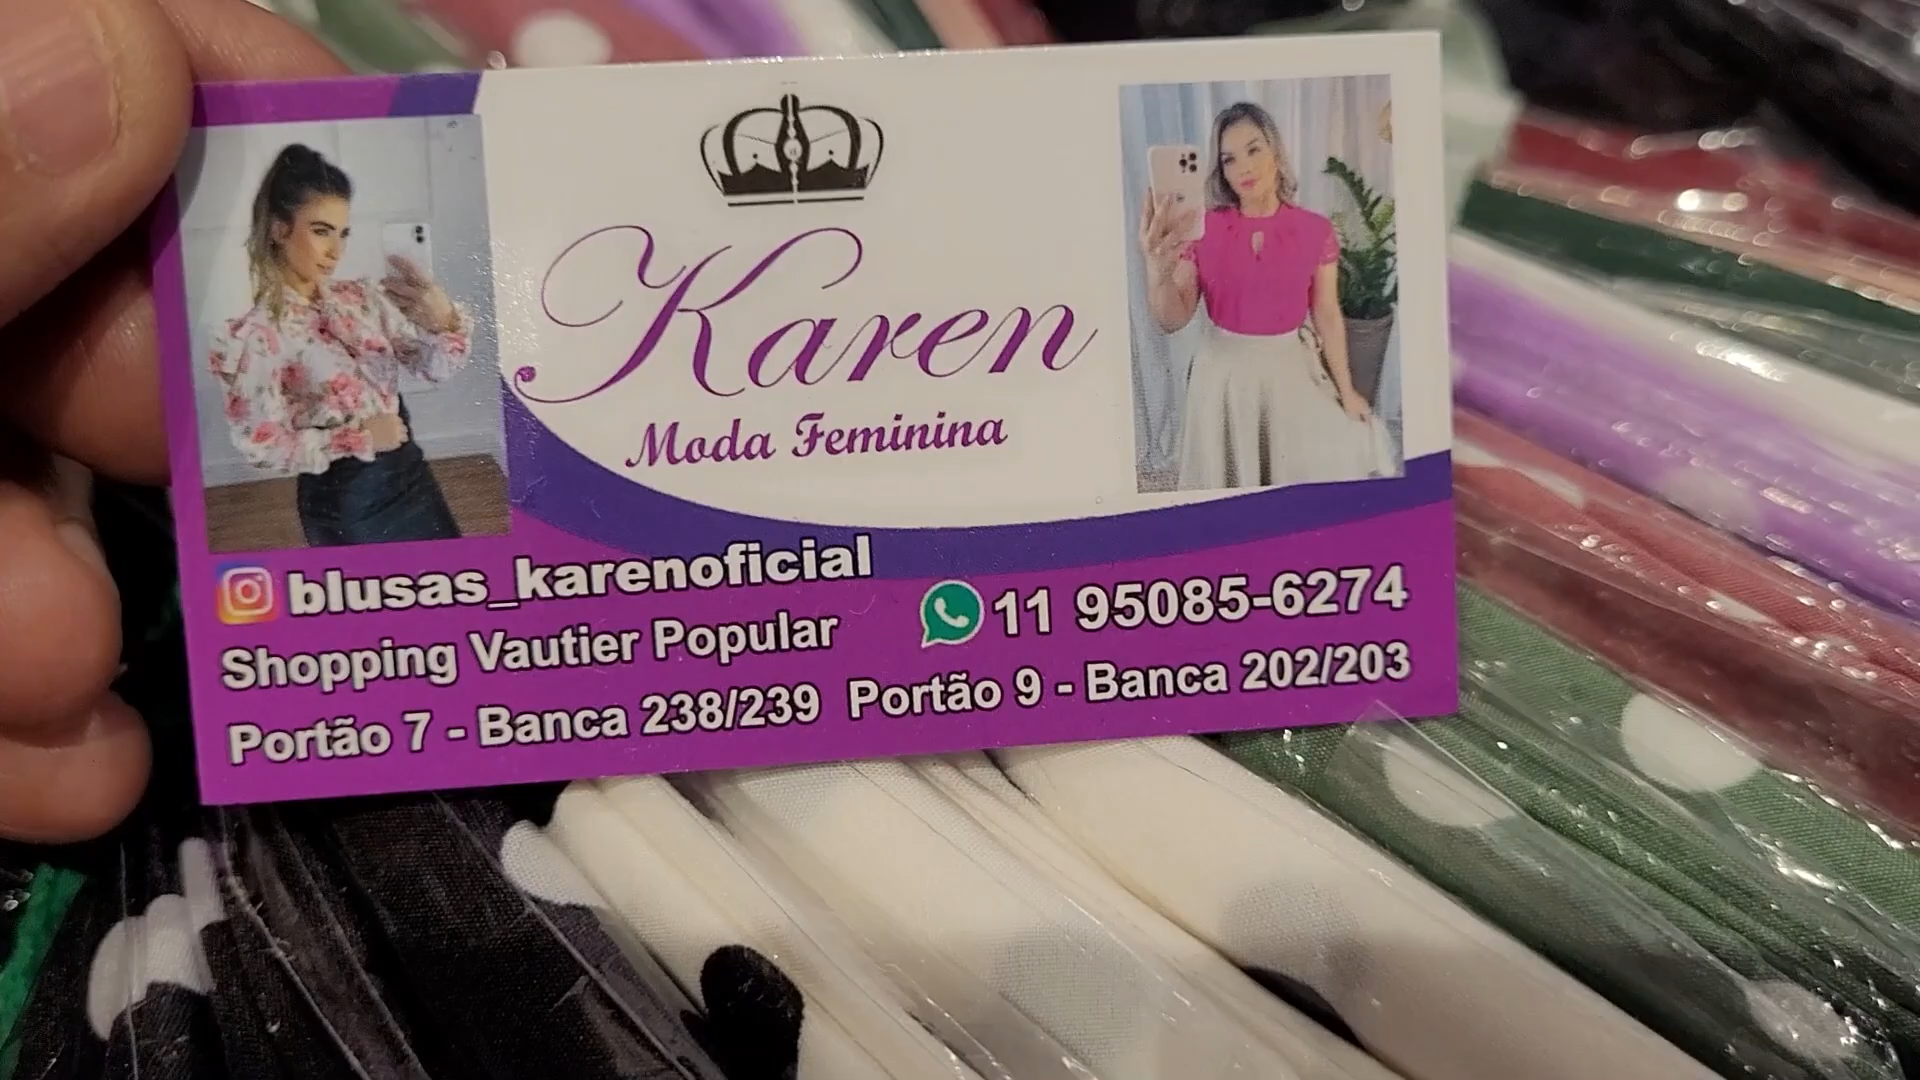 Karen
Moda Feminina
blusas_karenoficial
11 95085-6274
Shopping Vautier Popular
Portão 7 - Banca 238/239 Portão 9 - Banca 202/203